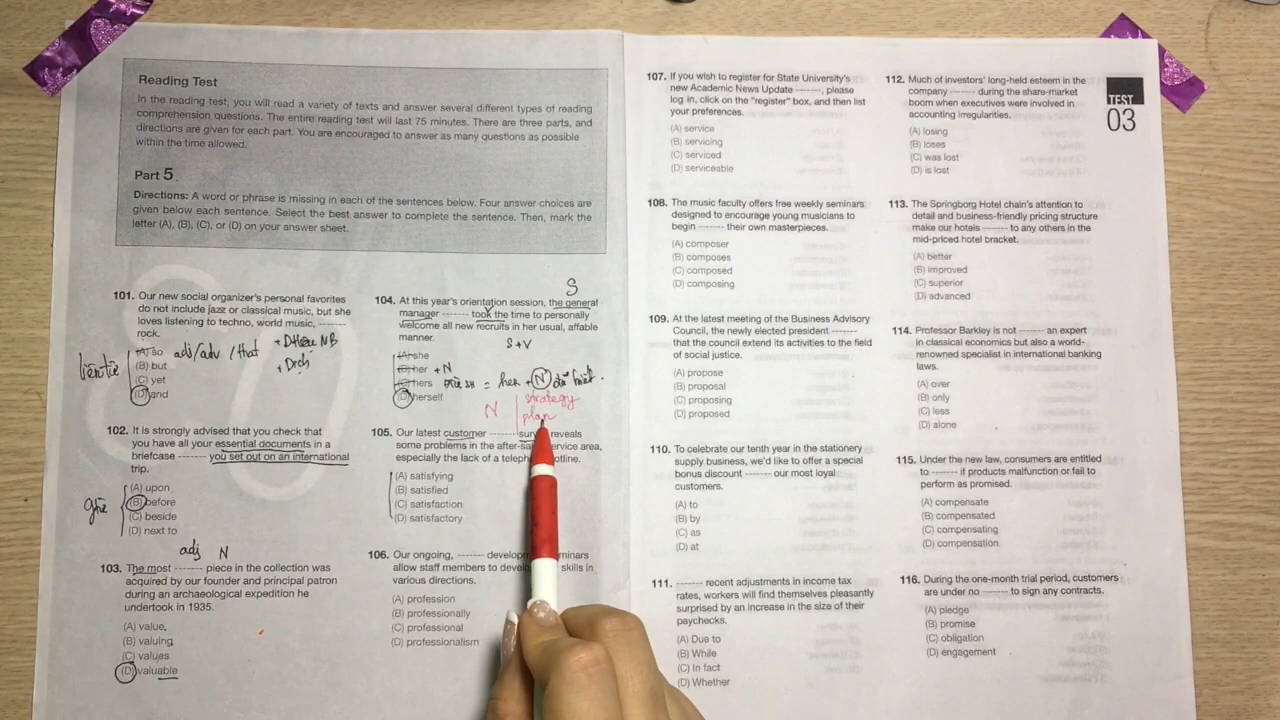 Reading Test
In the reading test, you will read a variety of texts and answer several different types of reading
comprehension questions. The entire reading test will last 75 minutes. There are three parts, and
directions are given for each part. You are encouraged to answer as many questions as possible
within the time allowed.
Part 5
Directions: A word or phrase is missing in each of the sentences below. Four answer choices are
given below each sentence. Select the best answer to complete the sentence. Then, mark the
letter (A), (B), (C), or (D) on your answer sheet.
101. Our new social organizer's personal favorites
do not include jazz or classical music, but she
loves listening to techno, world music, -------
rock.
(A) so adj/adv / that
(B) but
(C) yet
(D) and
102. It is strongly advised that you check that
you have all your essential documents in a
briefcase ------- you set out on an international
trip.
(A) upon
(B) before
(C) beside
(D) next to
adj N
103. The most ------- piece in the collection was
acquired by our founder and principal patron
during an archaeological expedition he
undertook in 1935.
(A) value
(B) valuing
(C) values
(D) valuable
S
104. At this year's orientation session, the general
manager ------- took the time to personally
welcome all new recruits in her usual, affable
manner.
S+V
(A) she
(B) her + N
(C) hers = her + N
(D) herself
N strategy
plan
105. Our latest customer ------- reveals
some problems in the area,
especially the lack of a
(A) satisfying
(B) satisfied
(C) satisfaction
(D) satisfactory
106. Our ongoing, -------
allow staff members to skills in
various directions.
(A) profession
(B) professionally
(C) professional
(D) professionalism
107. If you wish to register for State University's
new Academic News Update -------, please
log in, click on the "register" box, and then list
your preferences.
(A) service
(B) servicing
(C) serviced
(D) serviceable
108. The music faculty offers free weekly seminars
designed to encourage young musicians to
begin ------- their own masterpieces.
(A) composer
(B) composes
(C) composed
(D) composing
109. At the latest meeting of the Business Advisory
Council, the newly elected president -------
that the council extend its activities to the field
of social justice.
(A) propose
(B) proposal
(C) proposing
(D) proposed
110. To celebrate our tenth year in the stationery
supply business, we'd like to offer a special
bonus discount ------- our most loyal
customers.
(A) to
(B) by
(C) as
(D) at
111. ------- recent adjustments in income tax
rates, workers will find themselves pleasantly
surprised by an increase in the size of their
paychecks.
(A) Due to
(B) While
(C) In fact
(D) Whether
112. Much of investors' long-held esteem in the
company ------- during the share-market
boom when executives were involved in
accounting irregularities.
(A) losing
(B) loses
(C) was lost
(D) is lost
113. The Springborg Hotel chain's attention to
detail and business-friendly pricing structure
make our hotels ------- to any others in the
mid-priced hotel bracket.
(A) better
(B) improved
(C) superior
(D) advanced
114. Professor Barkley is not ------- an expert
in classical economics but also a world-
renowned specialist in international banking
laws.
(A) over
(B) only
(C) less
(D) alone
115. Under the new law, consumers are entitled
to ------- if products malfunction or fail to
perform as promised.
(A) compensate
(B) compensated
(C) compensating
(D) compensation
116. During the one-month trial period, customers
are under no ------- to sign any contracts.
(A) pledge
(B) promise
(C) obligation
(D) engagement
TEST
03